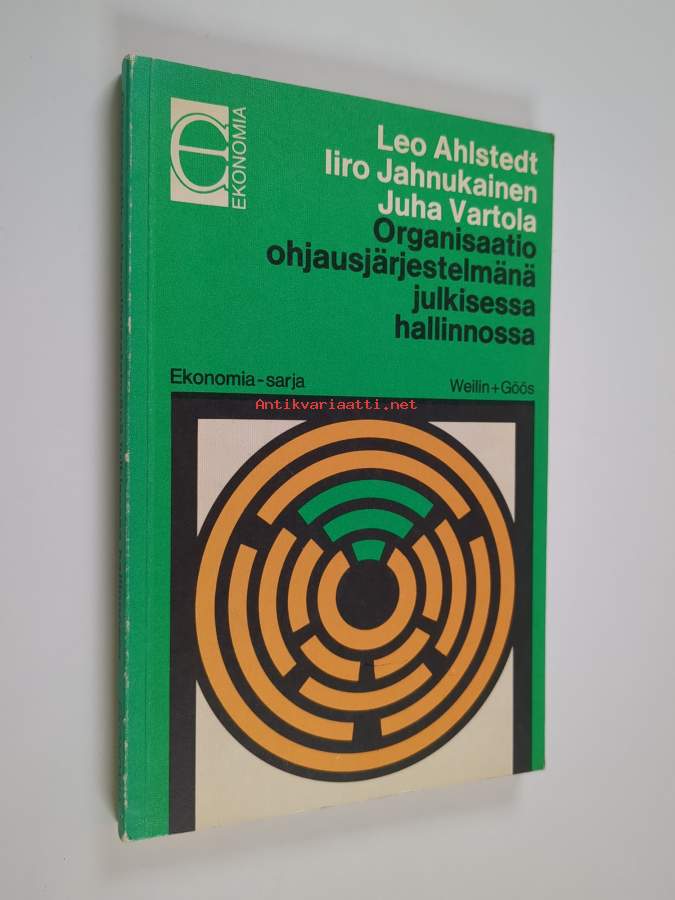 EKONOMIA
Leo Ahlstedt
Iiro Jahnukainen
Juha Vartola
Organisaatio
ohjausjärjestelmänä
julkisessa
hallinnossa
Ekonomia-sarja
Weilin+Göös
Antikvariaatti.net